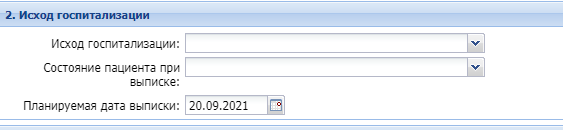 2. Исход госпитализации
Исход госпитализации:
Состояние пациента при
выписке:
Планируемая дата выписки: 20.09.2021